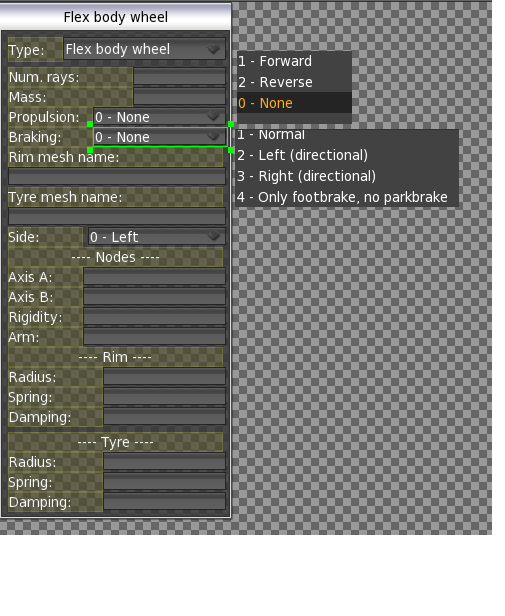 Flex body wheel
Type: Flex body wheel
Num. rays:
Mass:
Propulsion: 0 - None
Braking: 0 - None
Rim mesh name:
Tyre mesh name:
Side: 0 - Left
---- Nodes ----
Axis A:
Axis B:
Rigidity:
Arm:
---- Rim ----
Radius:
Spring:
Damping:
---- Tyre ----
Radius:
Spring:
Damping:
1 - Forward
2 - Reverse
0 - None
1 - Normal
2 - Left (directional)
3 - Right (directional)
4 - Only footbrake, no parkbrake